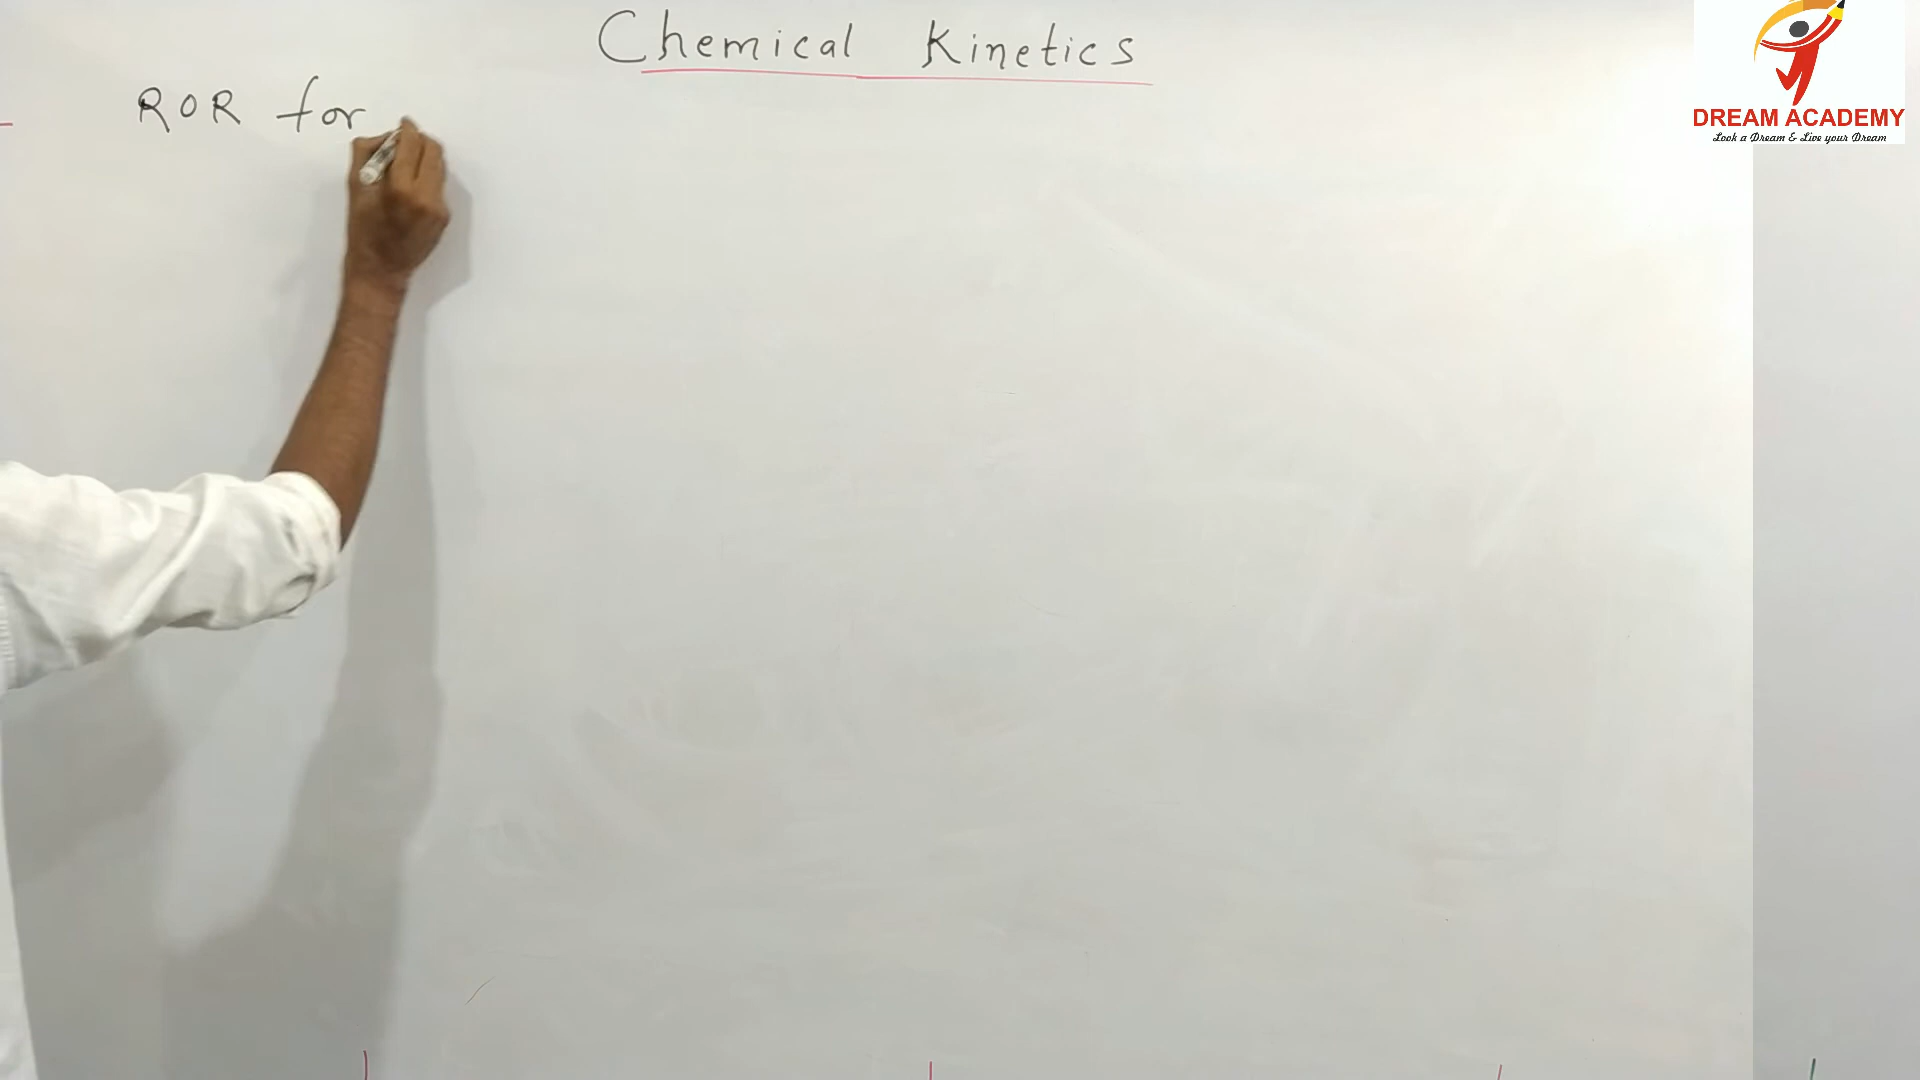 Chemical Kinetics
ROR for
DREAM ACADEMY
Look a Dream & Live your Dream